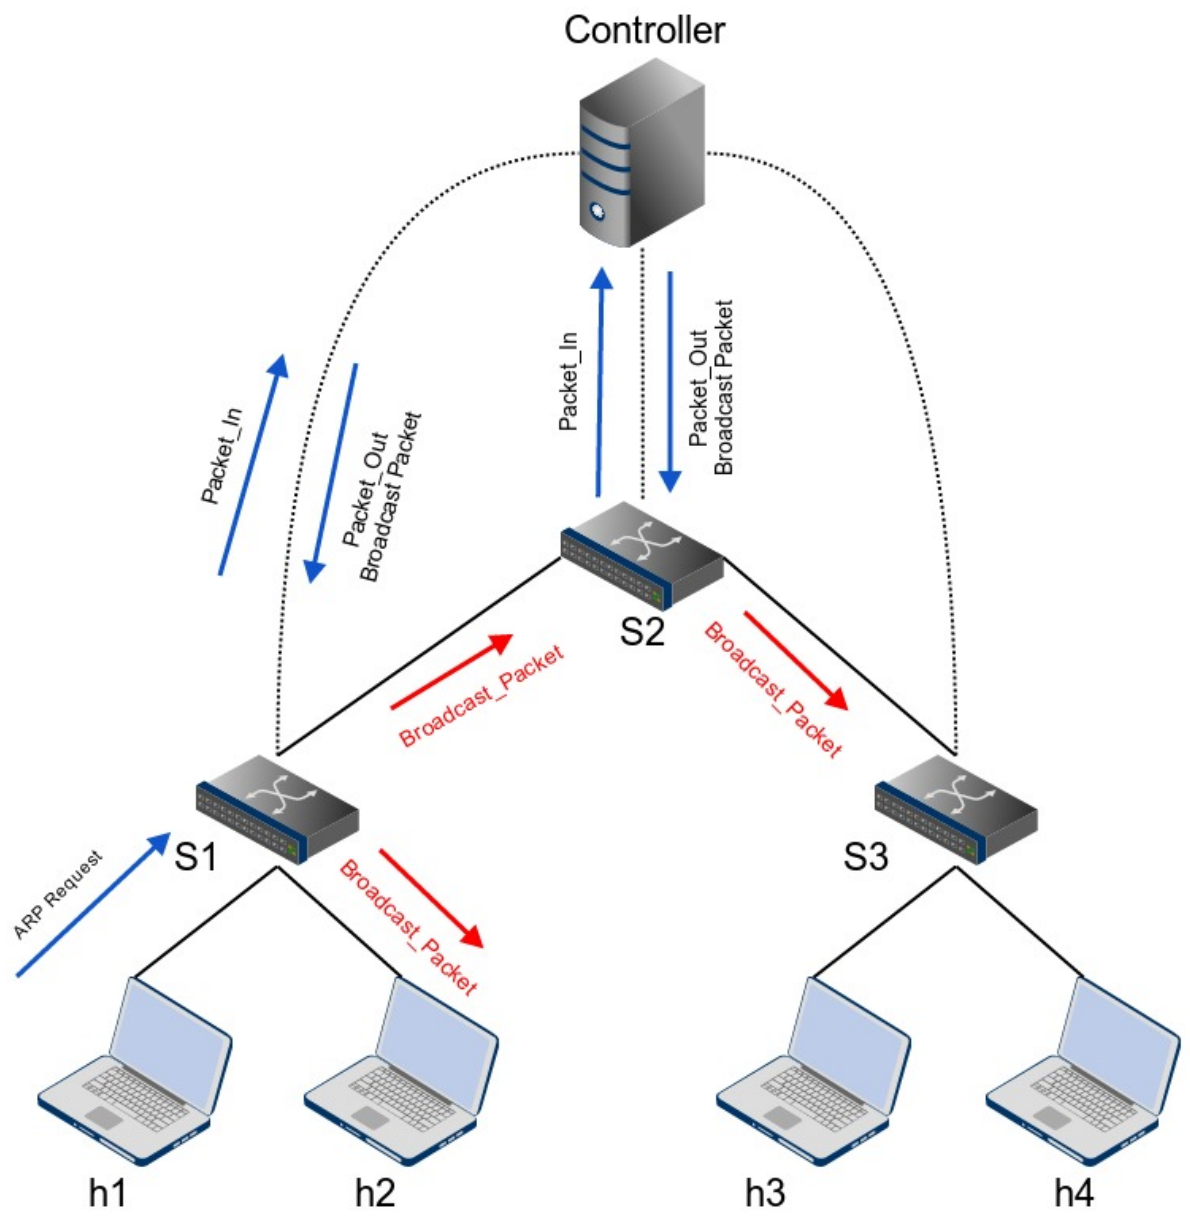 Controller
Packet_In
Packet_Out
Broadcast Packet
Packet_In
Packet_Out
Broadcast Packet
S2
Broadcast_Packet
Broadcast_Packet
S1
S3
ARP Request
Broadcast_Packet
h1
h2
h3
h4